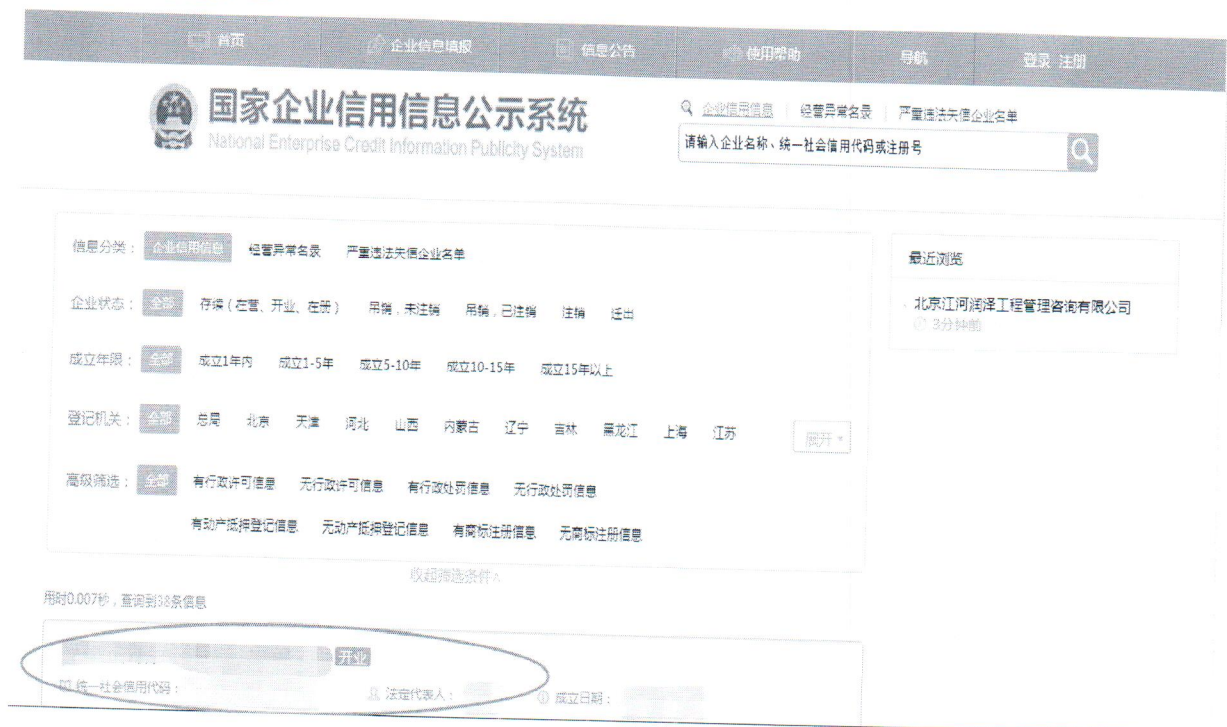 首页 企业信息填报 信息公告 使用帮助 导航 登录 注册
国家企业信用信息公示系统
National Enterprise Credit Information Publicity System
企业信用信息 经营异常名录 严重违法失信企业名单
请输入企业名称、统一社会信用代码或注册号
信息分类： 企业信用信息 经营异常名录 严重违法失信企业名单
企业状态： 全部 存续（在营、开业、在册） 吊销，未注销 吊销，已注销 注销 迁出
成立年限： 全部 成立1年内 成立1-5年 成立5-10年 成立10-15年 成立15年以上
登记机关： 全部 总局 北京 天津 河北 山西 内蒙古 辽宁 吉林 黑龙江 上海 江苏 展开
高级筛选： 全部 有行政许可信息 无行政许可信息 有行政处罚信息 无行政处罚信息
有动产抵押登记信息 无动产抵押登记信息 有商标注册信息 无商标注册信息
收起筛选条件
最近浏览
北京江河润泽工程管理咨询有限公司
3分钟前
用时0.007秒，查询到38条信息
开业
统一社会信用代码： 法定代表人： 成立日期：